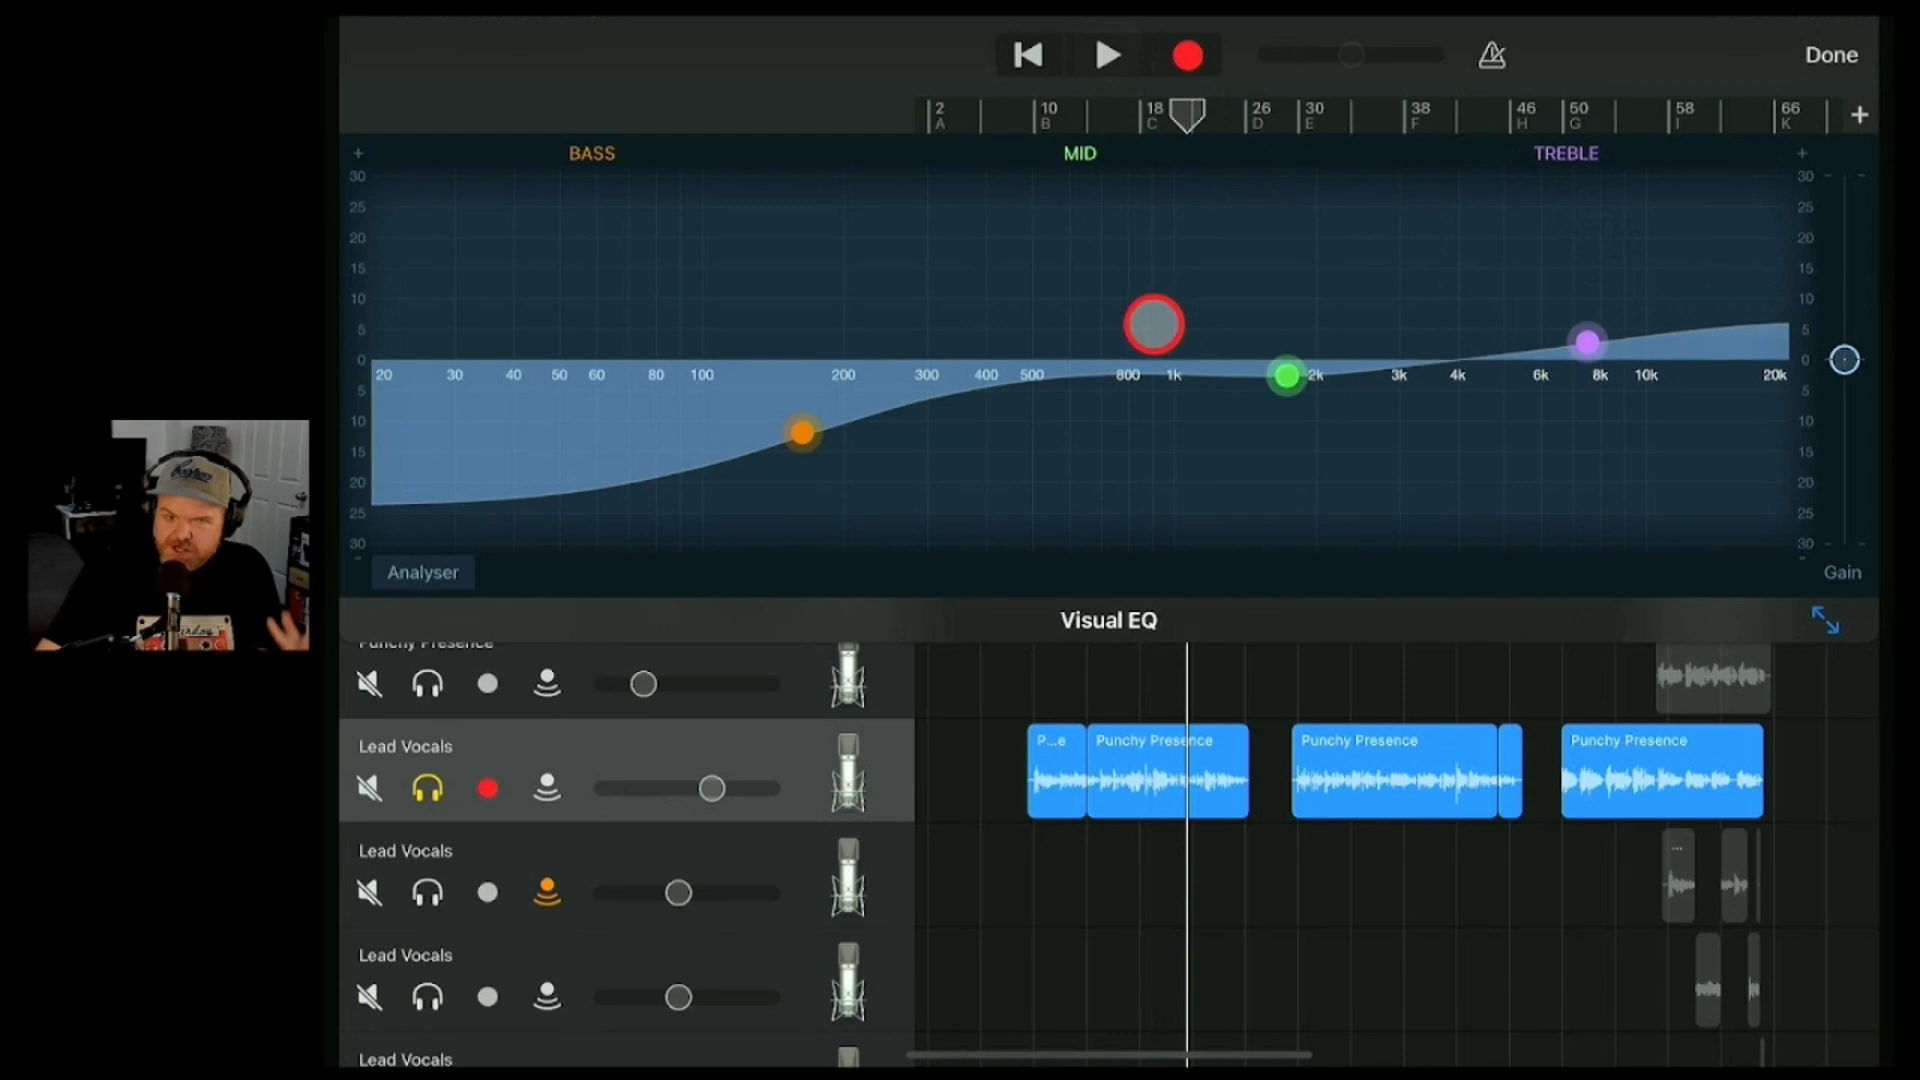 Done
2 10 18 26 30 38 46 50 58 66 +
A B C D E F H G I K
+ BASS MID TREBLE +
30 30
25 25
20 20
15 15
10 10
5 5
0 0
20 30 40 50 60 80 100 200 300 400 500 800 1k 2k 3k 4k 6k 8k 10k 20k
5 5
10 10
15 15
20 20
25 25
30 30
Analyser Gain
Visual EQ
Punchy Presence
Lead Vocals
P...e Punchy Presence Punchy Presence Punchy Presence
Lead Vocals
...
Lead Vocals
Lead Vocals